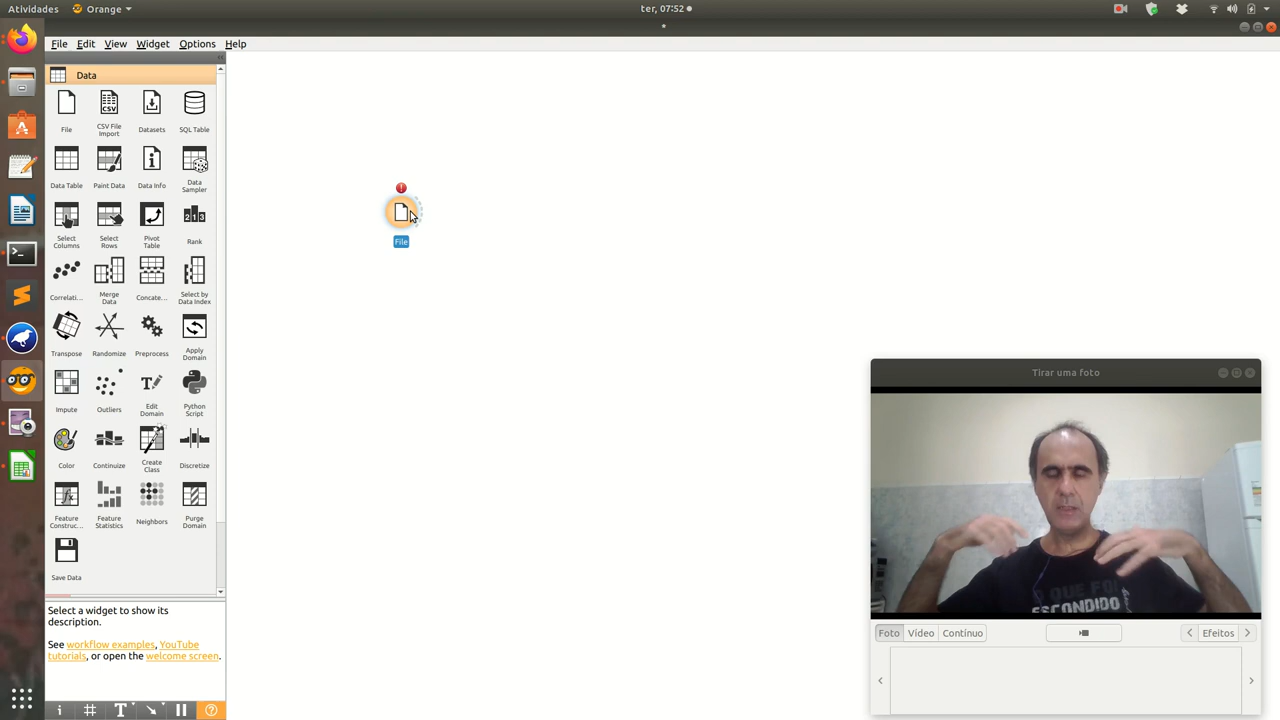 Atividades
Orange
ter, 07:52
File Edit View Widget Options Help
Data
File
CSV File Import
Datasets
SQL Table
Data Table
Paint Data
Data Info
Data Sampler
Select Columns
Select Rows
Pivot Table
Rank
Correlati...
Merge Data
Concate...
Select by Data Index
Transpose
Randomize
Preprocess
Apply Domain
Impute
Outliers
Edit Domain
Python Script
Color
Continuize
Create Class
Discretize
Feature Construc...
Feature Statistics
Neighbors
Purge Domain
Save Data
Select a widget to show its
description.
See workflow examples, YouTube
tutorials, or open the welcome screen.
File
Tirar uma foto
O QUE FOI
ESCONDIDO
Foto Vídeo Contínuo
Efeitos